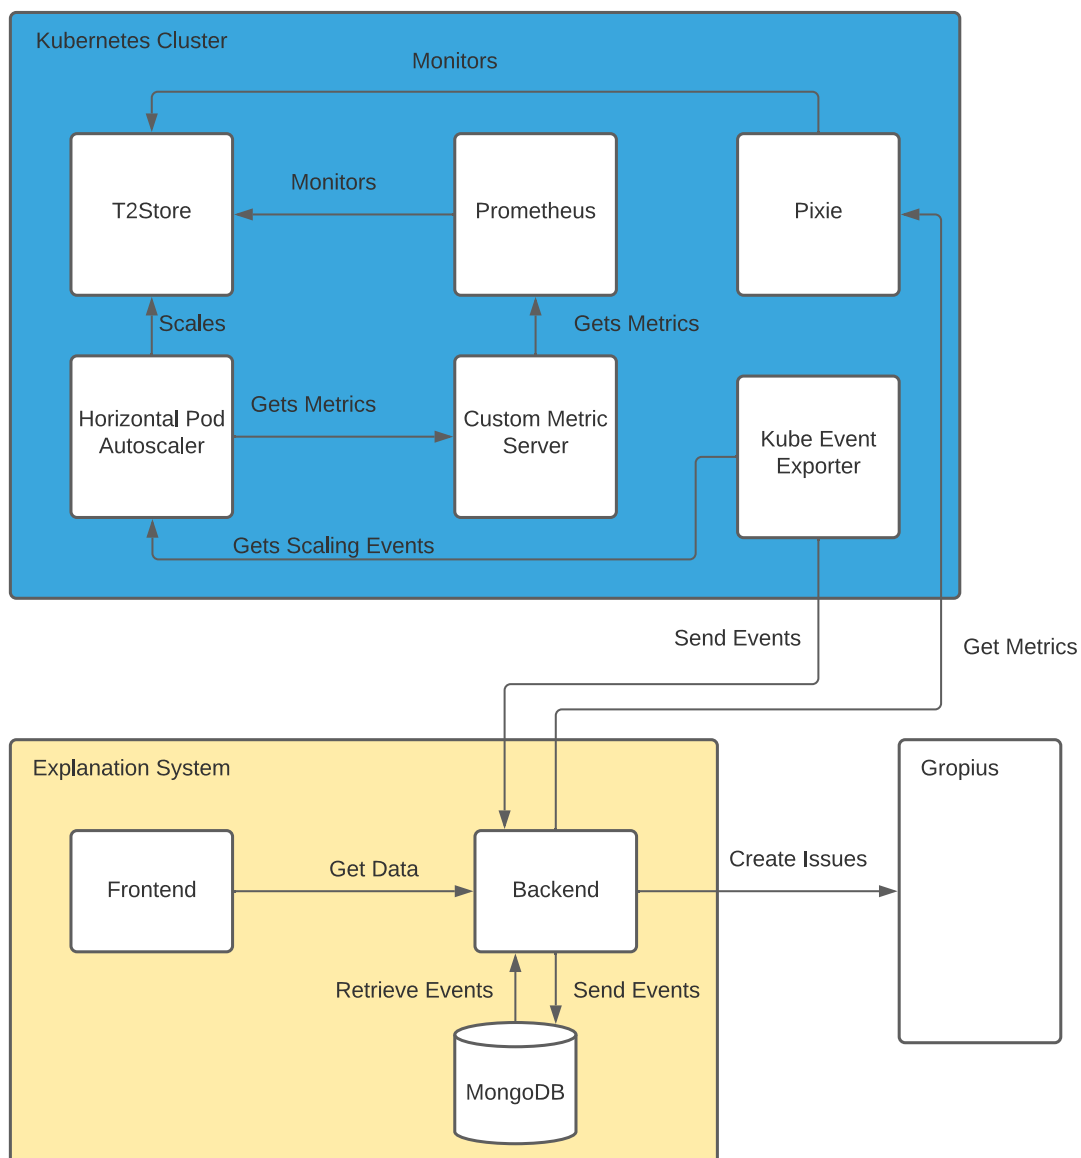 Kubernetes Cluster
Monitors
T2Store
Monitors
Prometheus
Pixie
Scales
Gets Metrics
Horizontal Pod
Autoscaler
Gets Metrics
Custom Metric
Server
Kube Event
Exporter
Gets Scaling Events
Send Events
Get Metrics
Explanation System
Gropius
Frontend
Get Data
Backend
Create Issues
Retrieve Events
Send Events
MongoDB